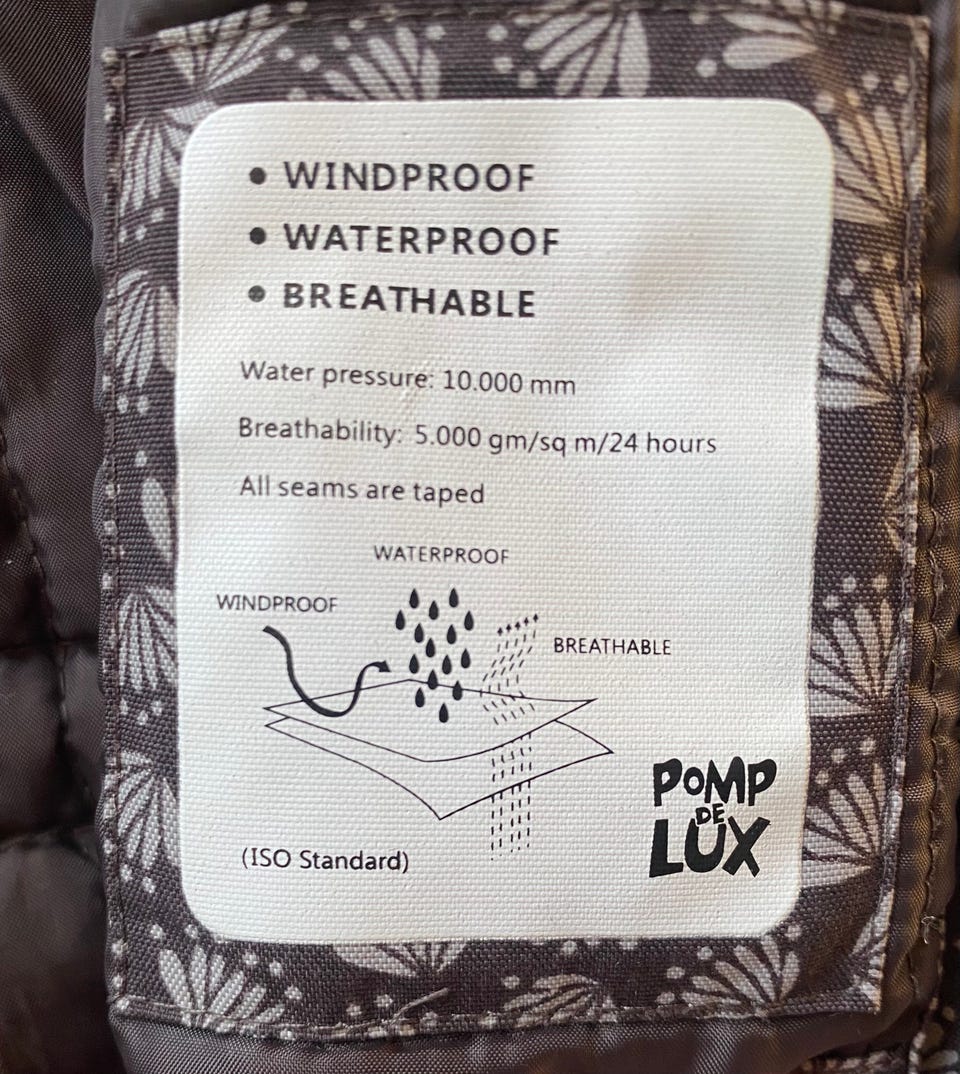 • WINDPROOF
• WATERPROOF
• BREATHABLE
Water pressure: 10.000 mm
Breathability: 5.000 gm/sq m/24 hours
All seams are taped
WATERPROOF
WINDPROOF
BREATHABLE
POMP
DE
LUX
(ISO Standard)